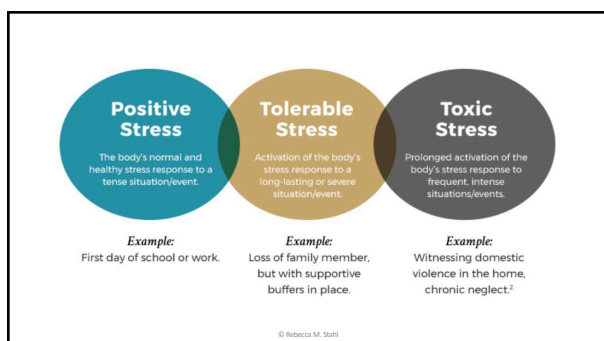 Positive
Stress
The body's normal and
healthy stress response to a
tense situation/event.
Example:
First day of school or work.
Tolerable
Stress
Activation of the body's
stress response to a
long-lasting or severe
situation/event.
Example:
Loss of family member,
but with supportive
buffers in place.
Toxic
Stress
Prolonged activation of the
body's stress response to
frequent, intense
situations/events.
Example:
Witnessing domestic
violence in the home,
chronic neglect.²
© Rebecca M. Stahl